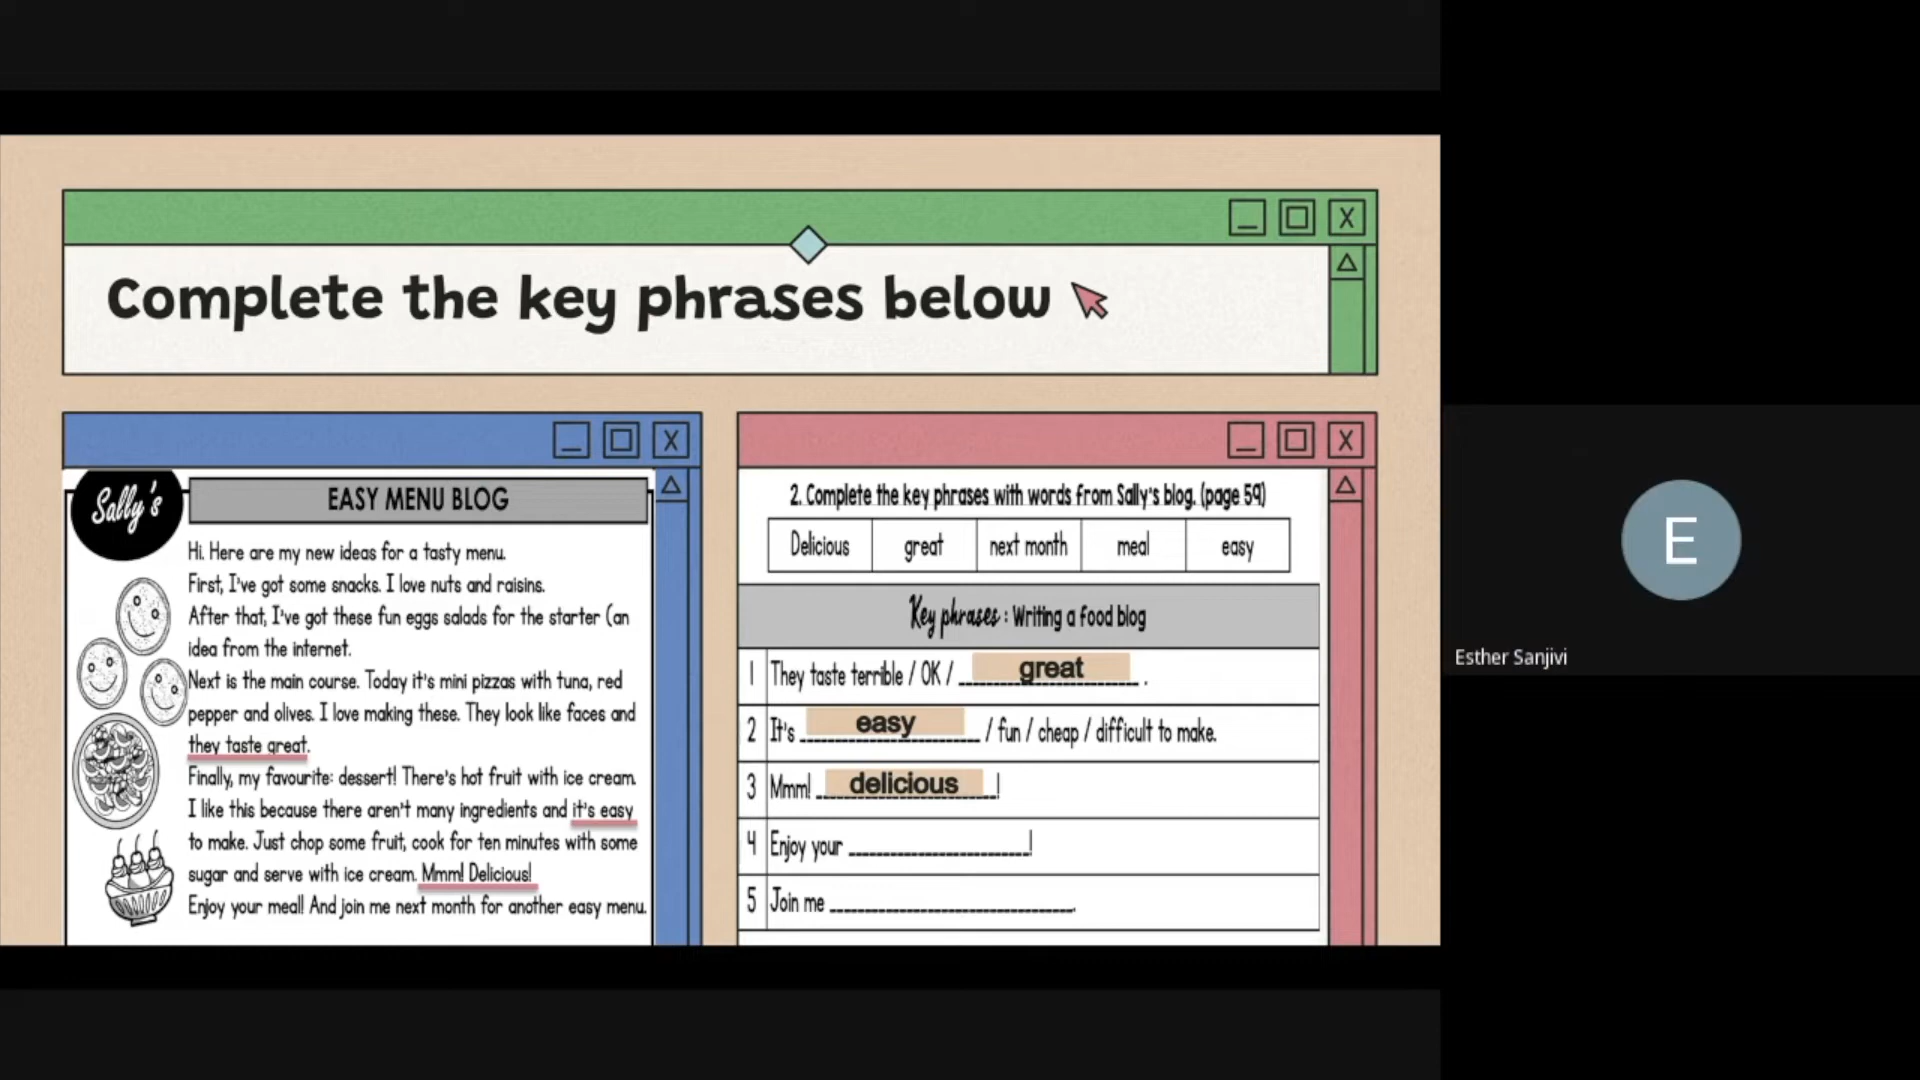 Complete the key phrases below
Sally's
EASY MENU BLOG
Hi. Here are my new ideas for a tasty menu.
First, I've got some snacks. I love nuts and raisins.
After that, I've got these fun eggs salads for the starter (an
idea from the internet.
Next is the main course. Today it's mini pizzas with tuna, red
pepper and olives. I love making these. They look like faces and
they taste great.
Finally, my favourite: dessert! There's hot fruit with ice cream.
I like this because there aren't many ingredients and it's easy
to make. Just chop some fruit, cook for ten minutes with some
sugar and serve with ice cream. Mmm! Delicious!
Enjoy your meal! And join me next month for another easy menu.
2. Complete the key phrases with words from Sally's blog. (page 59)
Delicious great next month meal easy
Key phrases : Writing a food blog
1 They taste terrible / OK / great .
2 It's easy / fun / cheap / difficult to make.
3 Mmm! delicious !
4 Enjoy your ____________________!
5 Join me ____________________.
E
Esther Sanjivi